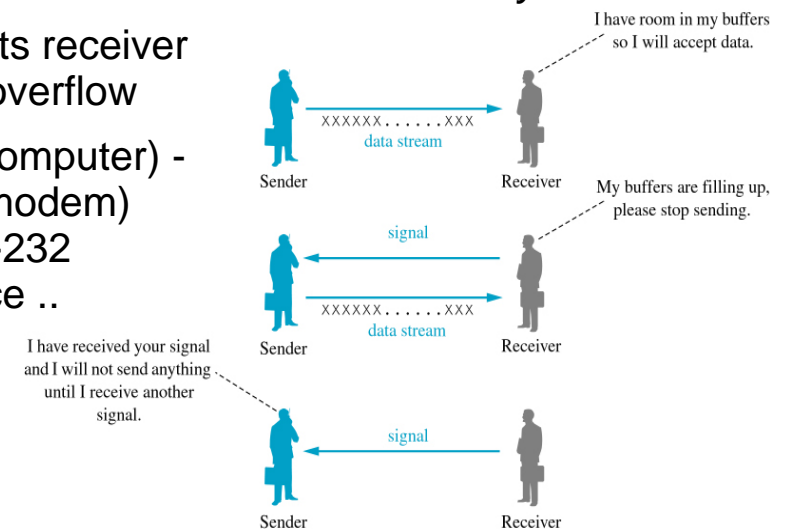 I have room in my buffers
so I will accept data.
ts receiver
overflow
omputer) -
modem)
-232
ce ..
XXXXXX......XXX
data stream
Sender
Receiver
My buffers are filling up,
please stop sending.
signal
XXXXXX......XXX
data stream
Sender
Receiver
I have received your signal
and I will not send anything
until I receive another
signal.
signal
Sender
Receiver